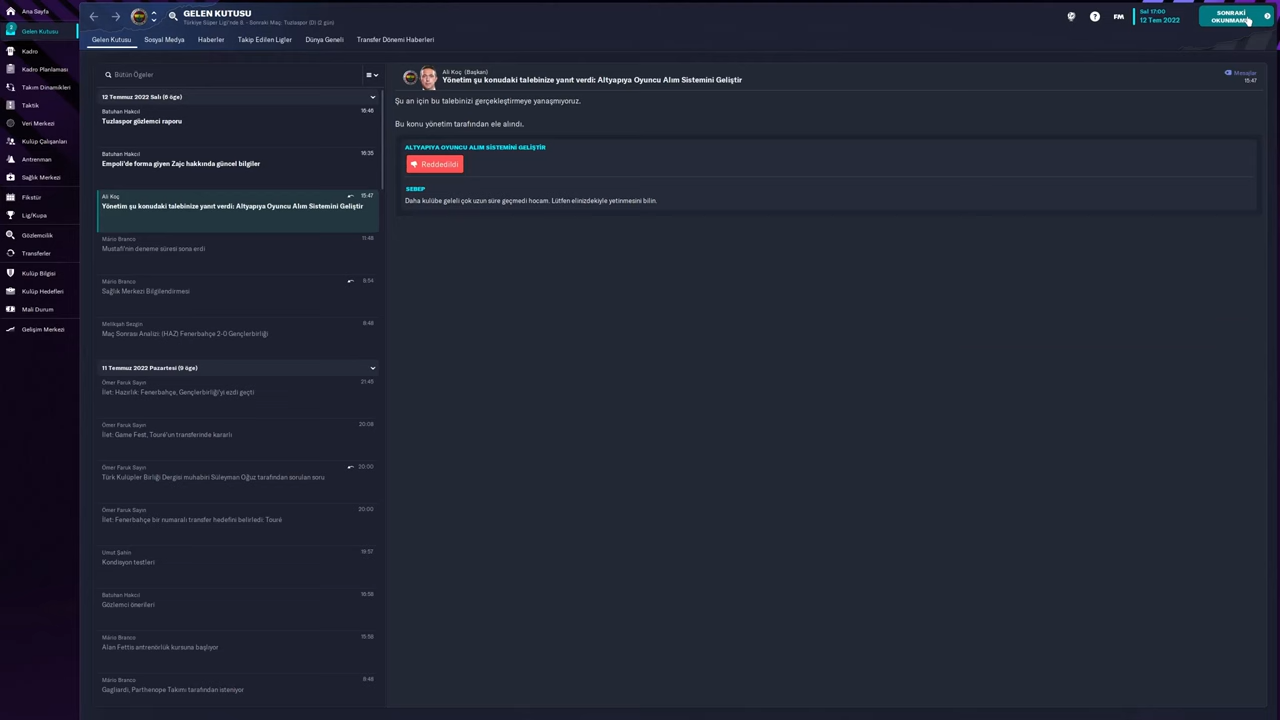 Ana Sayfa
Gelen Kutusu
Kadro
Kadro Planlaması
Takım Dinamikleri
Taktik
Veri Merkezi
Kulüp Çalışanları
Antrenman
Sağlık Merkezi
Fikstür
Lig/Kupa
Gözlemcilik
Transferler
Kulüp Bilgisi
Kulüp Hedefleri
Mali Durum
Gelişim Merkezi
GELEN KUTUSU
Türkiye Süper Ligi'nde 8. - Sonraki Maç: Tuzlaspor (D) (2 gün)
FM
Sal 17:00
12 Tem 2022
SONRAKİ
OKUNMAMIŞ
Gelen Kutusu
Sosyal Medya
Haberler
Takip Edilen Ligler
Dünya Geneli
Transfer Dönemi Haberleri
Bütün Ögeler
12 Temmuz 2022 Salı (6 öge)
Batuhan Hakcıl 16:46
Tuzlaspor gözlemci raporu
Batuhan Hakcıl 16:35
Empoli'de forma giyen Zajc hakkında güncel bilgiler
Ali Koç 15:47
Yönetim şu konudaki talebinize yanıt verdi: Altyapıya Oyuncu Alım Sistemini Geliştir
Mário Branco 11:48
Mustafi'nin deneme süresi sona erdi
Mário Branco 8:54
Sağlık Merkezi Bilgilendirmesi
Melikşah Sezgin 8:48
Maç Sonrası Analizi: (HAZ) Fenerbahçe 2-0 Gençlerbirliği
11 Temmuz 2022 Pazartesi (9 öge)
Ömer Faruk Sayın 21:45
İlet: Hazırlık: Fenerbahçe, Gençlerbirliği'yi ezdi geçti
Ömer Faruk Sayın 20:08
İlet: Game Fest, Touré'un transferinde kararlı
Ömer Faruk Sayın 20:00
Türk Kulüpler Birliği Dergisi muhabiri Süleyman Oğuz tarafından sorulan soru
Ömer Faruk Sayın 20:00
İlet: Fenerbahçe bir numaralı transfer hedefini belirledi: Touré
Umut Şahin 18:57
Kondisyon testleri
Batuhan Hakcıl 16:58
Gözlemci önerileri
Mário Branco 15:58
Alan Fettis antrenörlük kursuna başlıyor
Mário Branco 8:48
Gagliardi, Parthenope Takımı tarafından isteniyor
Ali Koç (Başkan)
Yönetim şu konudaki talebinize yanıt verdi: Altyapıya Oyuncu Alım Sistemini Geliştir
Mesajlar
15:47
Şu an için bu talebinizi gerçekleştirmeye yanaşmıyoruz.
Bu konu yönetim tarafından ele alındı.
ALTYAPIYA OYUNCU ALIM SİSTEMİNİ GELİŞTİR
Reddedildi
SEBEP
Daha kulübe geleli çok uzun süre geçmedi hocam. Lütfen elinizdekiyle yetinmesini bilin.